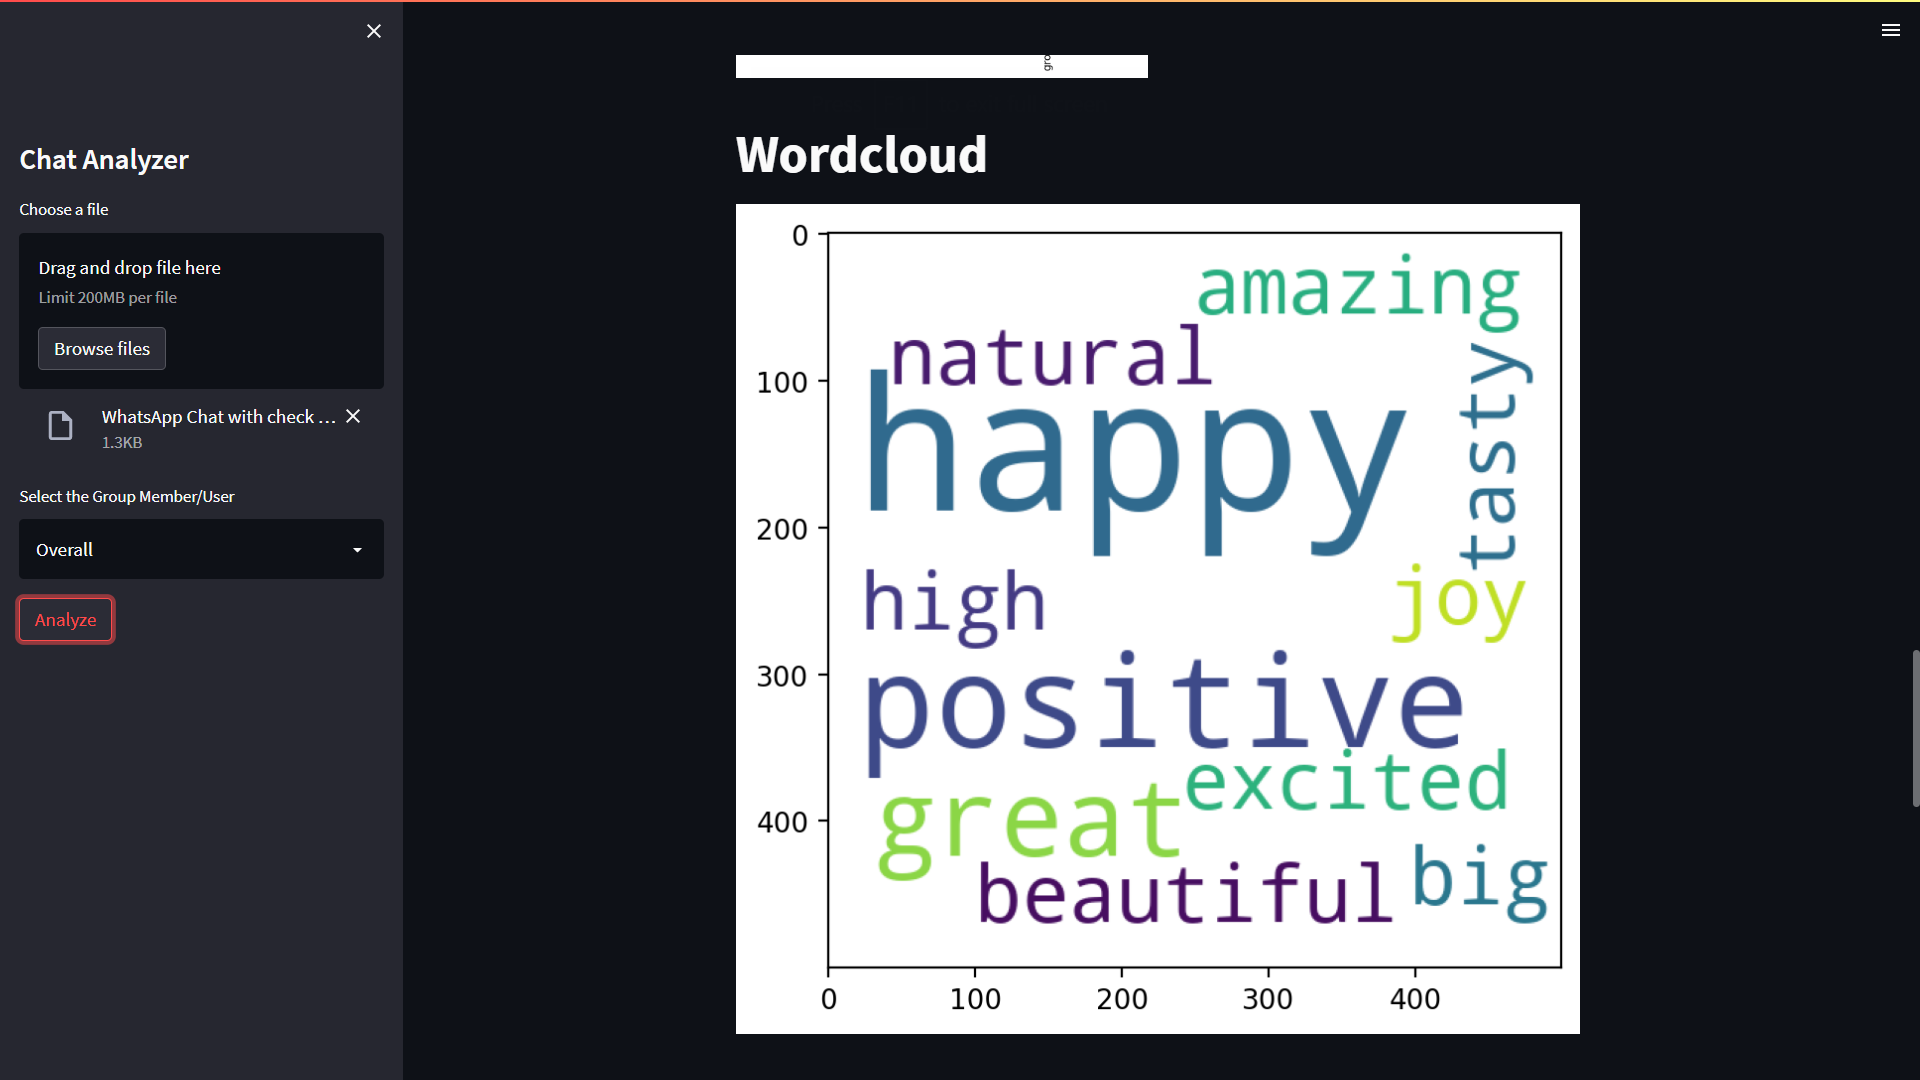 Chat Analyzer
Choose a file
Drag and drop file here
Limit 200MB per file
Browse files
WhatsApp Chat with check ...
1.3KB
Select the Group Member/User
Overall
Analyze
gro
Wordcloud
0
100
200
300
400
amazing
natural
happy
tasty
high
joy
positive
excited
great
beautiful
big
0
100
200
300
400